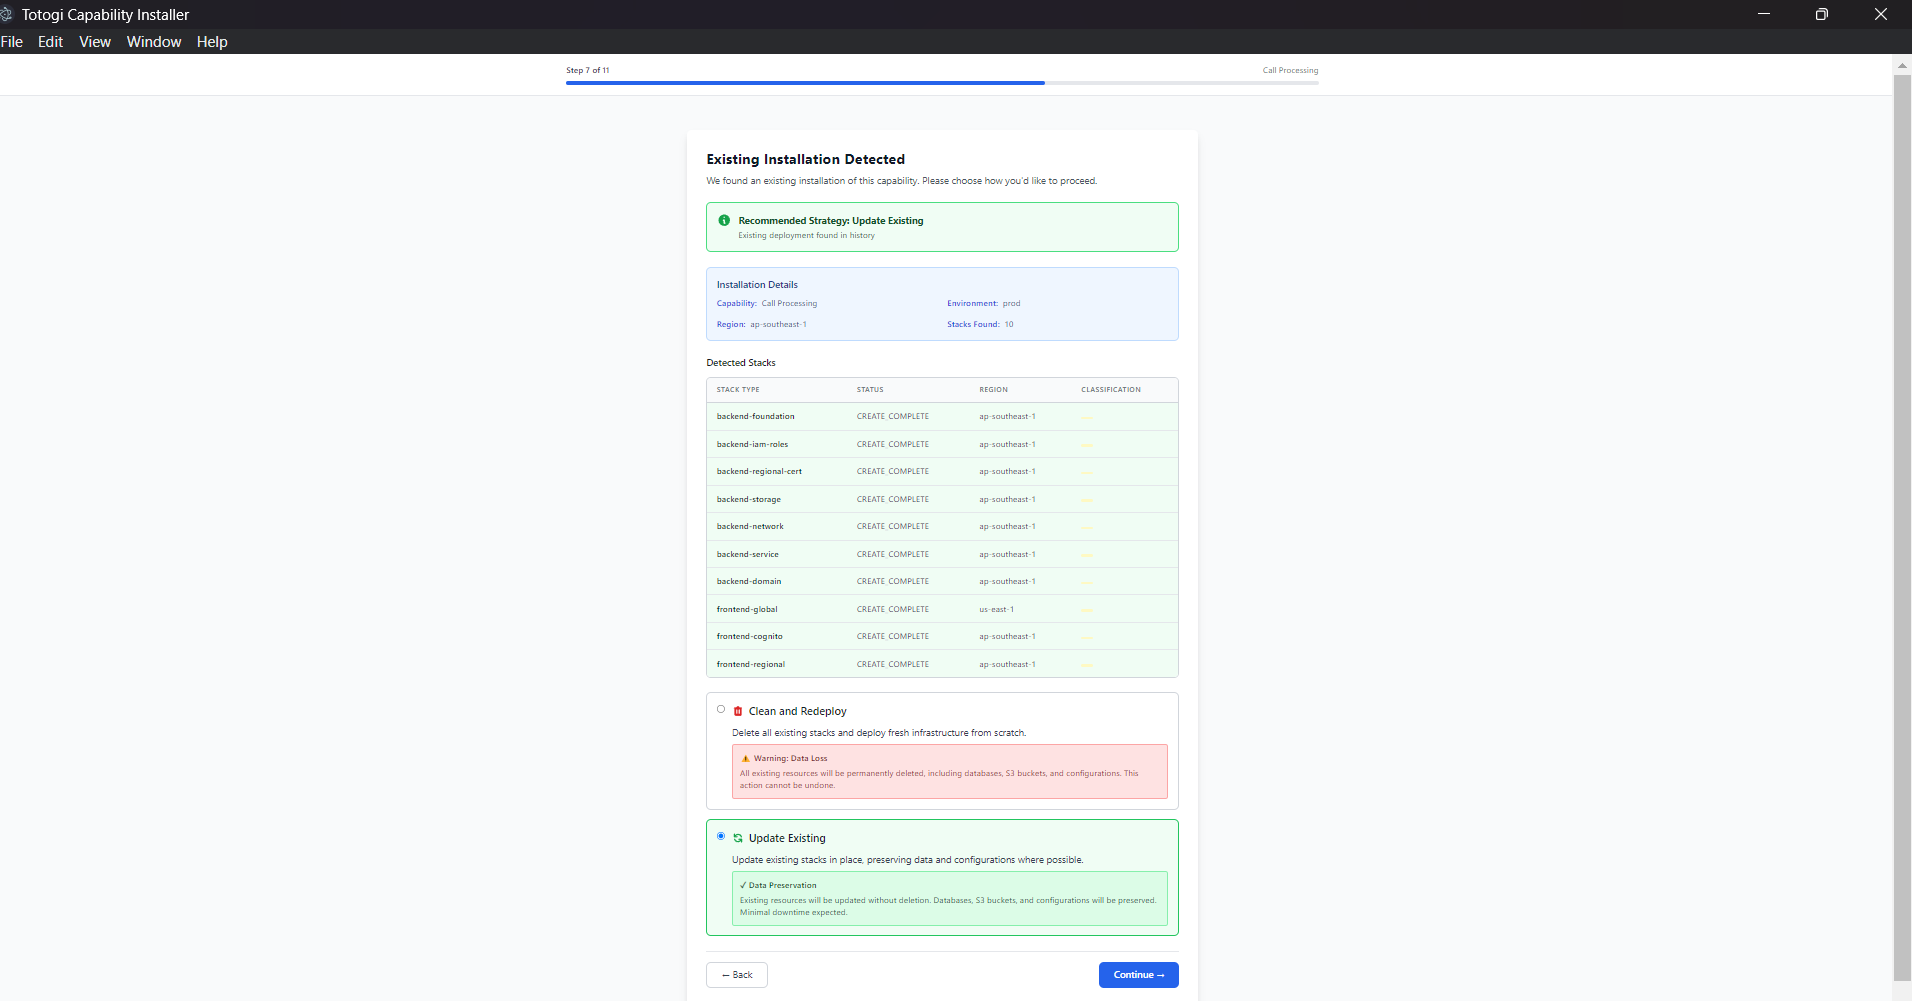 Totogi Capability Installer
File Edit View Window Help
Step 7 of 11 Call Processing
Existing Installation Detected
We found an existing installation of this capability. Please choose how you'd like to proceed.
Recommended Strategy: Update Existing
Existing deployment found in history
Installation Details
Capability: Call Processing Environment: prod
Region: ap-southeast-1 Stacks Found: 10
Detected Stacks
STACK TYPE STATUS REGION CLASSIFICATION
backend-foundation CREATE_COMPLETE ap-southeast-1
backend-iam-roles CREATE_COMPLETE ap-southeast-1
backend-regional-cert CREATE_COMPLETE ap-southeast-1
backend-storage CREATE_COMPLETE ap-southeast-1
backend-network CREATE_COMPLETE ap-southeast-1
backend-service CREATE_COMPLETE ap-southeast-1
backend-domain CREATE_COMPLETE ap-southeast-1
frontend-global CREATE_COMPLETE us-east-1
frontend-cognito CREATE_COMPLETE ap-southeast-1
frontend-regional CREATE_COMPLETE ap-southeast-1
Clean and Redeploy
Delete all existing stacks and deploy fresh infrastructure from scratch.
⚠ Warning: Data Loss
All existing resources will be permanently deleted, including databases, S3 buckets, and configurations. This
action cannot be undone.
Update Existing
Update existing stacks in place, preserving data and configurations where possible.
✓ Data Preservation
Existing resources will be updated without deletion. Databases, S3 buckets, and configurations will be preserved.
Minimal downtime expected.
← Back Continue →